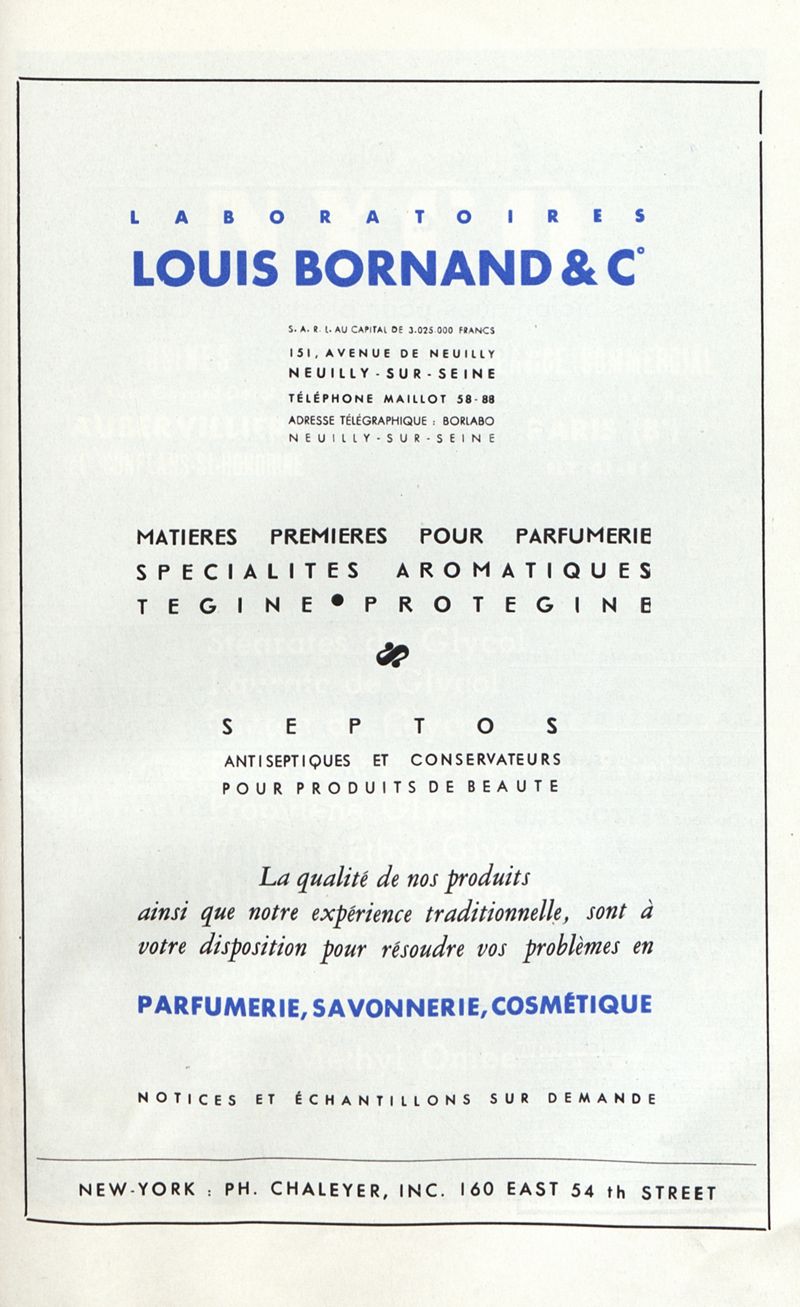 LABORATOIRES
LOUIS BORNAND & C°
S. A. R. L. AU CAPITAL DE 3.025.000 FRANCS
151, AVENUE DE NEUILLY
NEUILLY-SUR-SEINE
TÉLÉPHONE MAILLOT 58-88
ADRESSE TÉLÉGRAPHIQUE : BORLABO
NEUILLY-SUR-SEINE
MATIERES PREMIERES POUR PARFUMERIE
SPECIALITES AROMATIQUES
TEGINE • PROTEGINE
SEPTOS
ANTISEPTIQUES ET CONSERVATEURS
POUR PRODUITS DE BEAUTE
La qualité de nos produits
ainsi que notre expérience traditionnelle, sont à
votre disposition pour résoudre vos problèmes en
PARFUMERIE, SAVONNERIE, COSMÉTIQUE
NOTICES ET ÉCHANTILLONS SUR DEMANDE
NEW-YORK : PH. CHALEYER, INC. 160 EAST 54 th STREET